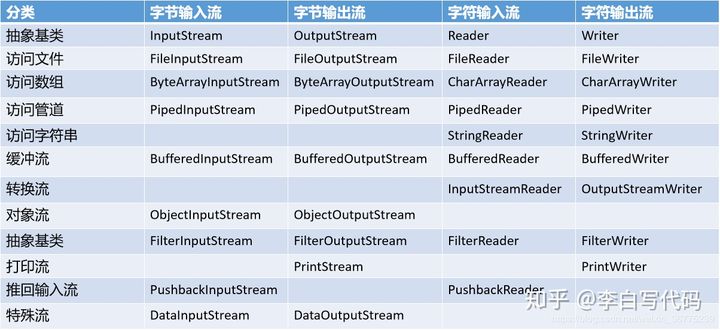 分类 字节输入流 字节输出流 字符输入流 字符输出流
抽象基类 InputStream OutputStream Reader Writer
访问文件 FileInputStream FileOutputStream FileReader FileWriter
访问数组 ByteArrayInputStream ByteArrayOutputStream CharArrayReader CharArrayWriter
访问管道 PipedInputStream PipedOutputStream PipedReader PipedWriter
访问字符串 StringReader StringWriter
缓冲流 BufferedInputStream BufferedOutputStream BufferedReader BufferedWriter
转换流 InputStreamReader OutputStreamWriter
对象流 ObjectInputStream ObjectOutputStream
抽象基类 FilterInputStream FilterOutputStream FilterReader FilterWriter
打印流 PrintStream PrintWriter
推回输入流 PushbackInputStream PushbackReader
特殊流 DataInputStream DataOutputStream
知乎 @李白写代码